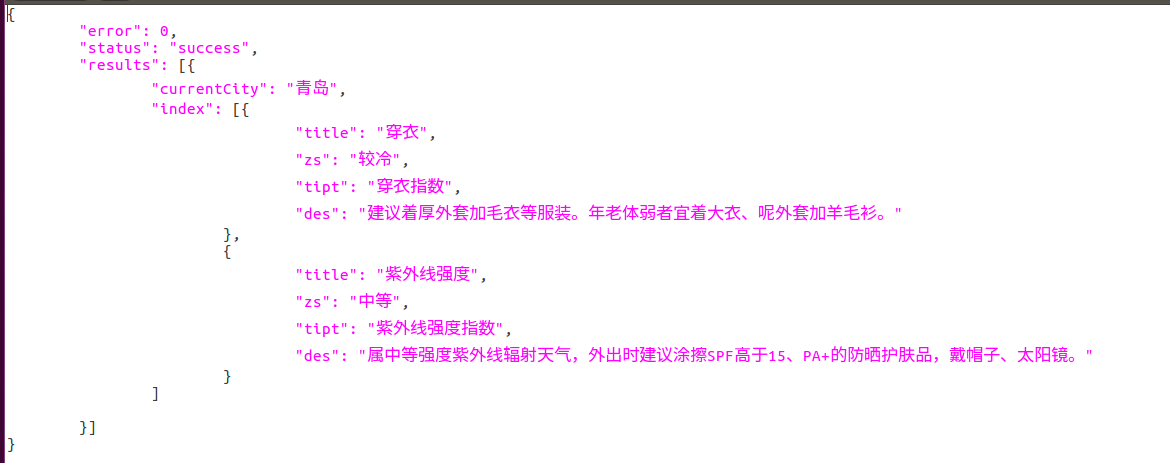 {
"error": 0,
"status": "success",
"results": [{
"currentCity": "青岛",
"index": [{
"title": "穿衣",
"zs": "较冷",
"tipt": "穿衣指数",
"des": "建议着厚外套加毛衣等服装。年老体弱者宜着大衣、呢外套加羊毛衫。"
},
{
"title": "紫外线强度",
"zs": "中等",
"tipt": "紫外线强度指数",
"des": "属中等强度紫外线辐射天气，外出时建议涂擦SPF高于15、PA+的防晒护肤品，戴帽子、太阳镜。"
}
]
}]
}